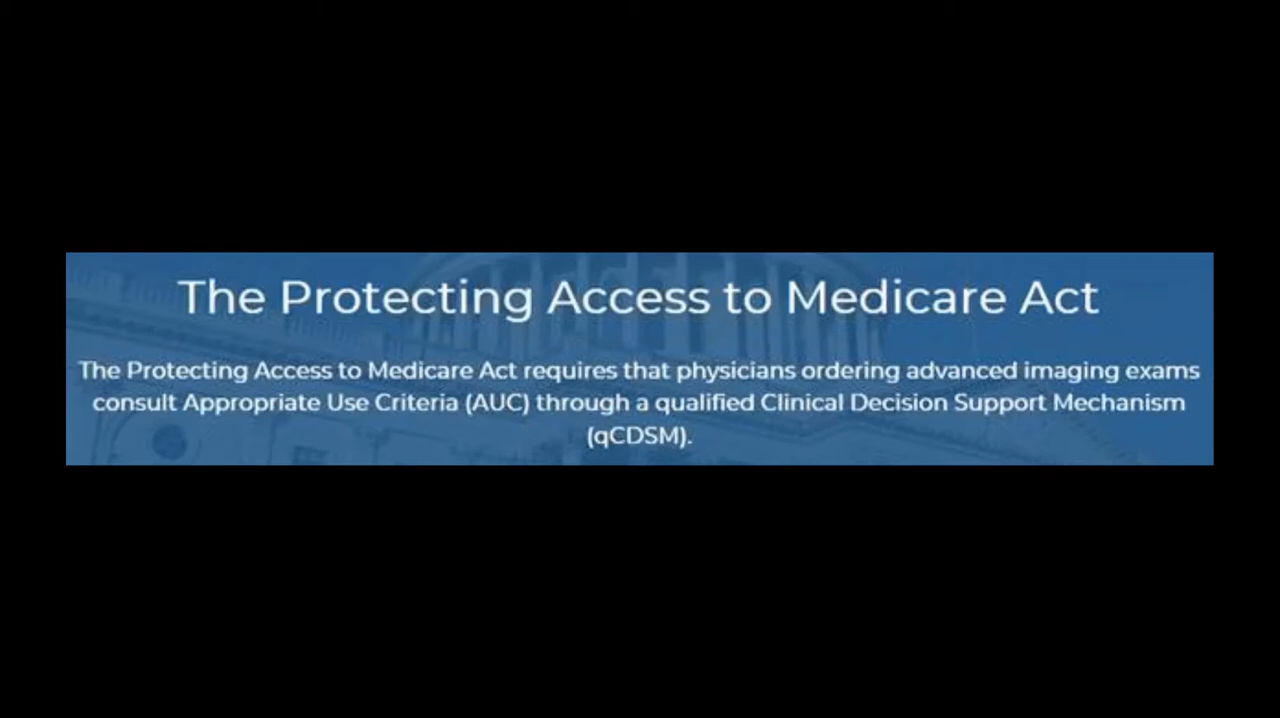 The Protecting Access to Medicare Act
The Protecting Access to Medicare Act requires that physicians ordering advanced imaging exams
consult Appropriate Use Criteria (AUC) through a qualified Clinical Decision Support Mechanism
(qCDSM).